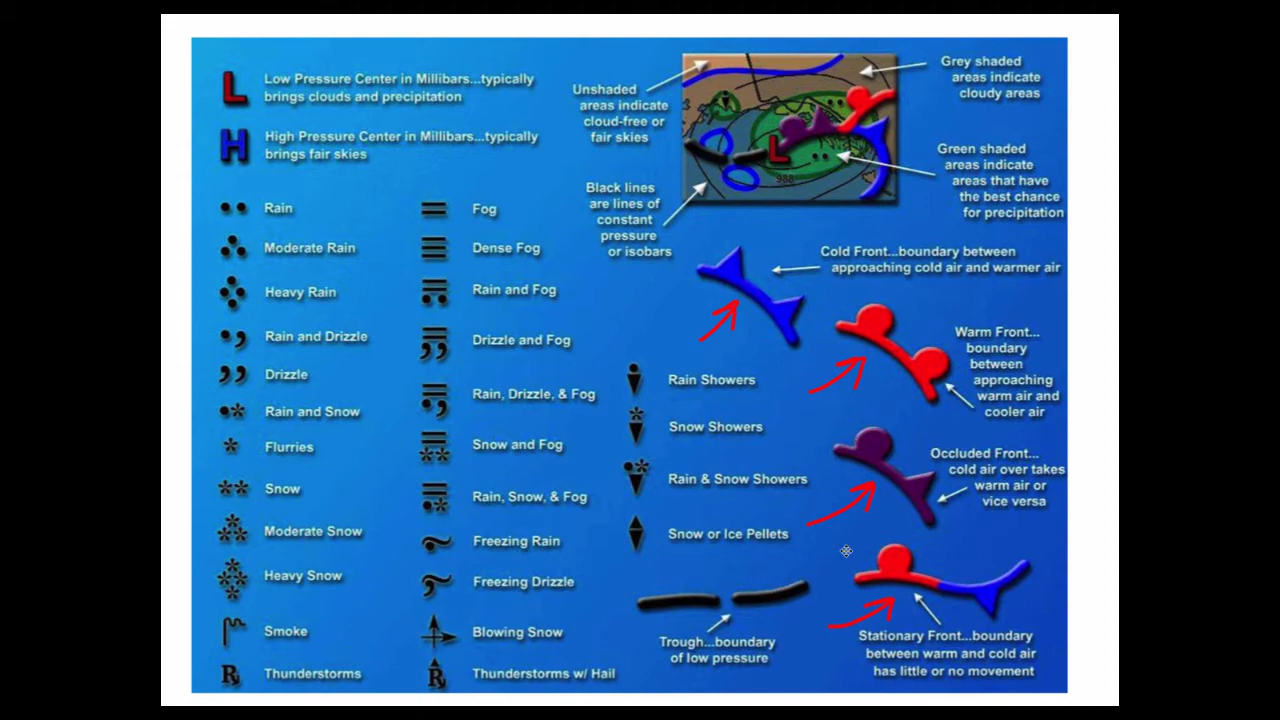 L
Low Pressure Center in Millibars...typically
brings clouds and precipitation
H
High Pressure Center in Millibars...typically
brings fair skies
Rain
Moderate Rain
Heavy Rain
Rain and Drizzle
Drizzle
Rain and Snow
Flurries
Snow
Moderate Snow
Heavy Snow
Smoke
Thunderstorms
Fog
Dense Fog
Rain and Fog
Drizzle and Fog
Rain, Drizzle, & Fog
Snow and Fog
Rain, Snow, & Fog
Freezing Rain
Freezing Drizzle
Blowing Snow
Thunderstorms w/ Hail
Unshaded
areas indicate
cloud-free or
fair skies
Black lines
are lines of
constant
pressure
or isobars
L
988
Grey shaded
areas indicate
cloudy areas
Green shaded
areas indicate
areas that have
the best chance
for precipitation
Cold Front...boundary between
approaching cold air and warmer air
Warm Front...
boundary
between
approaching
warm air and
cooler air
Rain Showers
Snow Showers
Rain & Snow Showers
Snow or Ice Pellets
Occluded Front...
cold air over takes
warm air or
vice versa
Trough...boundary
of low pressure
Stationary Front...boundary
between warm and cold air
has little or no movement